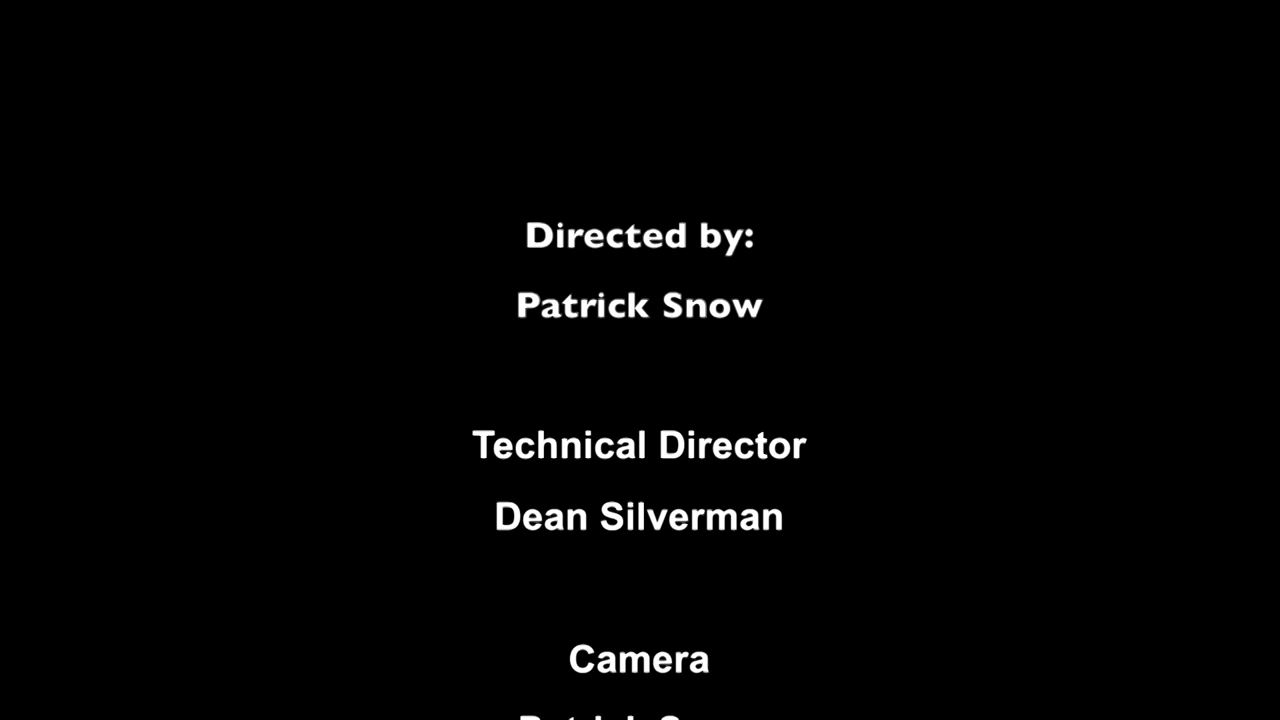 Directed by:
Patrick Snow
Technical Director
Dean Silverman
Camera